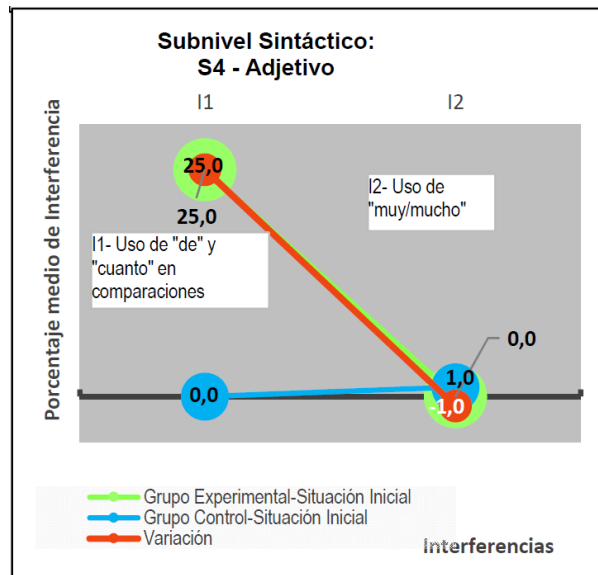 Subnivel Sintáctico:
S4 - Adjetivo
I1
I2
Porcentaje medio de Interferencia
25,0
25,0
I2- Uso de
"muy/mucho"
I1- Uso de "de" y
"cuanto" en
comparaciones
0,0
0,0
1,0
-1,0
Grupo Experimental-Situación Inicial
Grupo Control-Situación Inicial
Variación
Interferencias